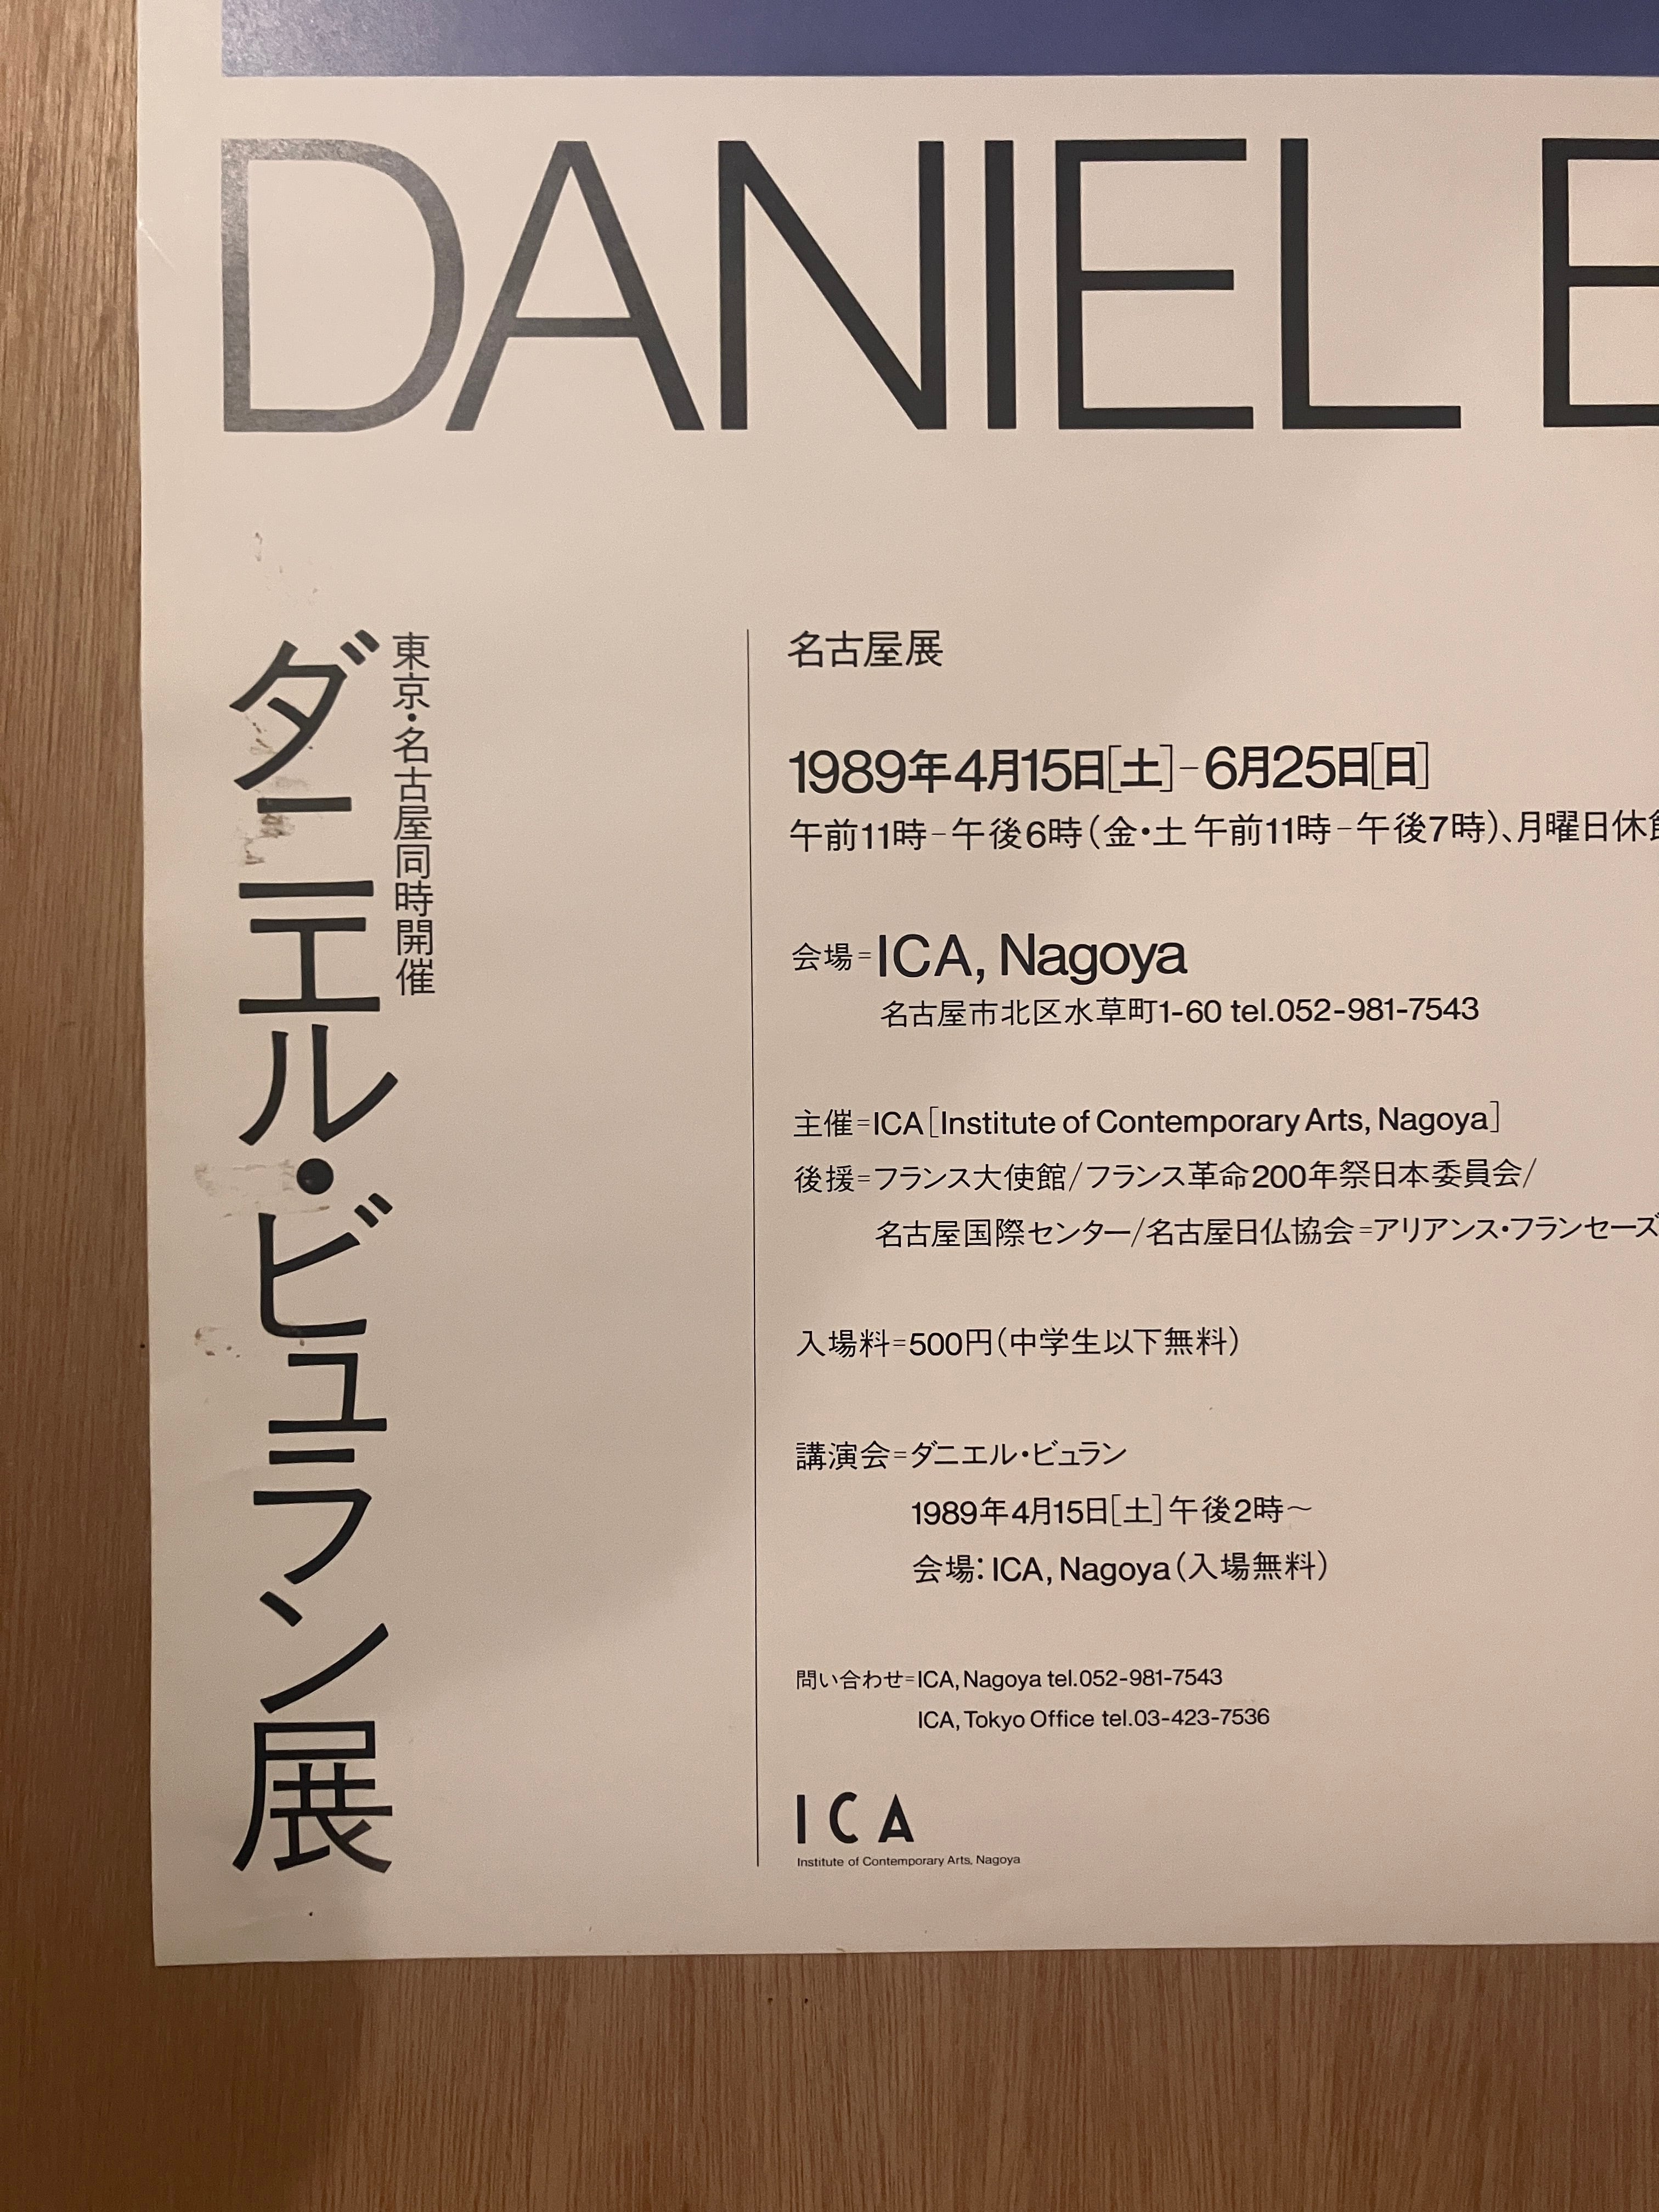 DANIEL
東京・名古屋同時開催
ダニエル・ビュラン展
名古屋展
1989年4月15日[土]–6月25日[日]
午前11時–午後6時(金・土 午前11時–午後7時)、月曜日休
会場=ICA, Nagoya
名古屋市北区水草町1-60 tel.052-981-7543
主催=ICA[Institute of Contemporary Arts, Nagoya]
後援=フランス大使館/フランス革命200年祭日本委員会/
名古屋国際センター/名古屋日仏協会=アリアンス・フランセーズ
入場料=500円(中学生以下無料)
講演会=ダニエル・ビュラン
1989年4月15日[土]午後2時〜
会場: ICA, Nagoya(入場無料)
問い合わせ=ICA, Nagoya tel.052-981-7543
ICA, Tokyo Office tel.03-423-7536
ICA
Institute of Contemporary Arts, Nagoya